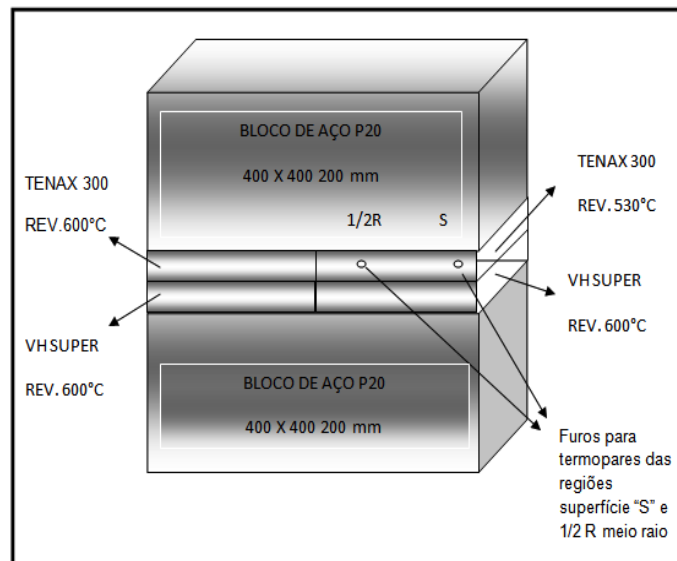 BLOCO DE AÇO P20
400 X 400 200 mm
1/2R S
TENAX 300
REV.600°C
TENAX 300
REV. 530°C
VH SUPER
REV. 600°C
VH SUPER
REV. 600°C
BLOCO DE AÇO P20
400 X 400 200 mm
Furos para
termopares das
regiões
superfície “S” e
1/2 R meio raio